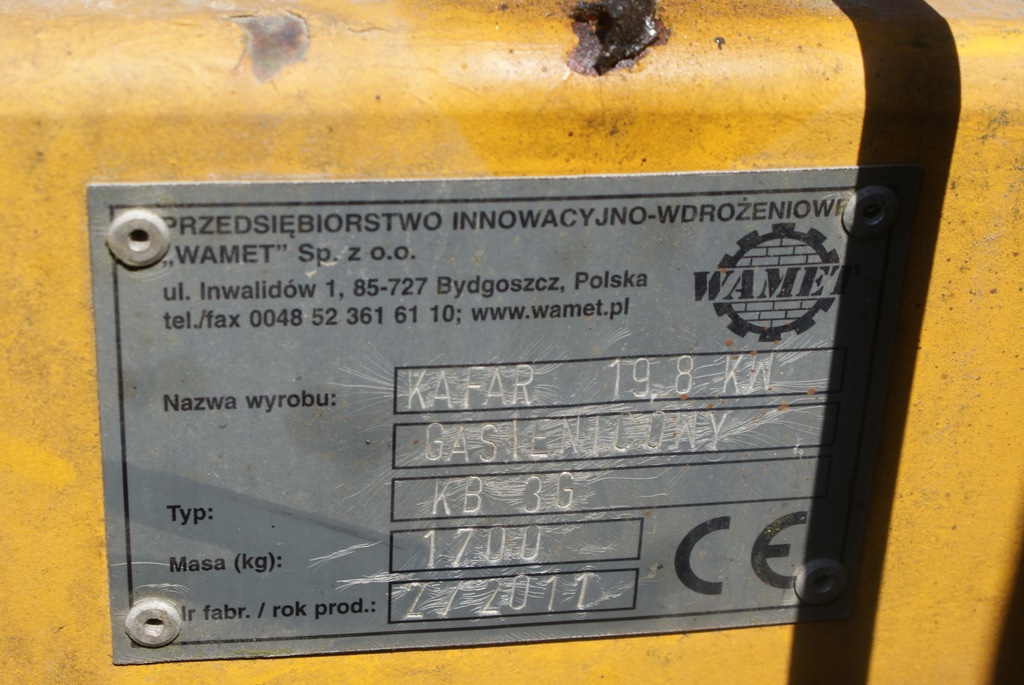 PRZEDSIĘBIORSTWO INNOWACYJNO-WDROŻENIOWE
„WAMET” Sp. z o.o.
ul. Inwalidów 1, 85-727 Bydgoszcz, Polska
tel./fax 0048 52 361 61 10; www.wamet.pl
WAMET
Nazwa wyrobu: KAFAR 19,8 KW
GASIENICOWY
Typ: KB 3G
Masa (kg): 1700
Nr fabr. / rok prod.: 2/2011
CE